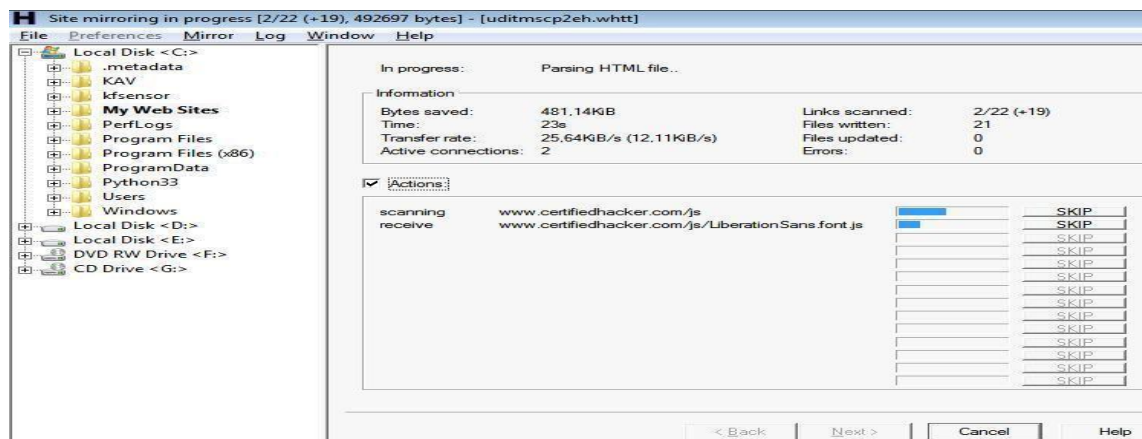 Site mirroring in progress [2/22 (+19), 492697 bytes] - [uditmscp2eh.whtt]
File Preferences Mirror Log Window Help
Local Disk <C:>
.metadata
KAV
kfsensor
My Web Sites
PerfLogs
Program Files
Program Files (x86)
ProgramData
Python33
Users
Windows
Local Disk <D:>
Local Disk <E:>
DVD RW Drive <F:>
CD Drive <G:>
In progress: Parsing HTML file..
Information
Bytes saved: 481,14KiB Links scanned: 2/22 (+19)
Time: 23s Files written: 21
Transfer rate: 25,64KiB/s (12,11KiB/s) Files updated: 0
Active connections: 2 Errors: 0
Actions:
scanning www.certifiedhacker.com/js SKIP
receive www.certifiedhacker.com/js/LiberationSans.font.js SKIP
SKIP
SKIP
SKIP
SKIP
SKIP
SKIP
SKIP
SKIP
SKIP
SKIP
SKIP
SKIP
< Back Next > Cancel Help